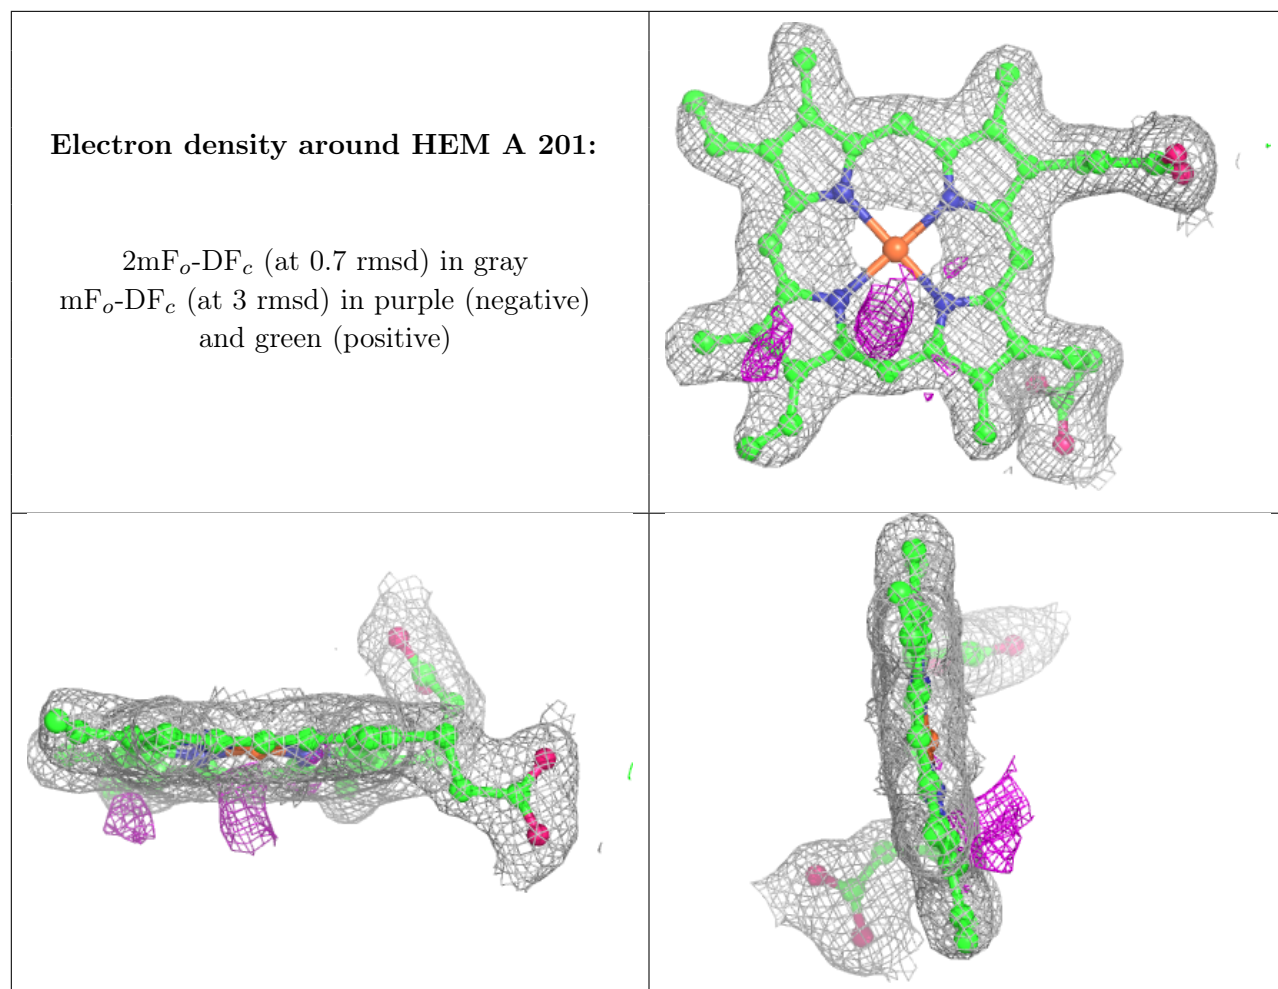 Electron density around HEM A 201:
2mFₒ-DF𝒸 (at 0.7 rmsd) in gray
mFₒ-DF𝒸 (at 3 rmsd) in purple (negative)
and green (positive)